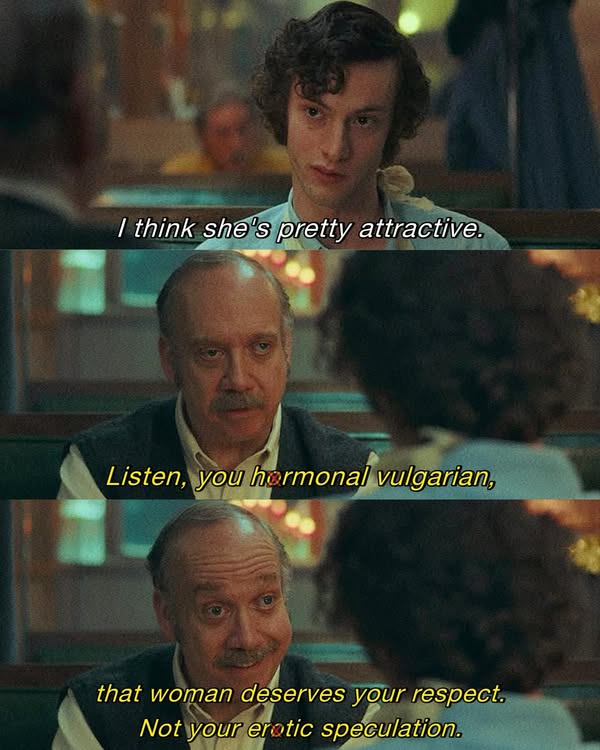 I think she's pretty attractive.
Listen, you hormonal vulgarian,
that woman deserves your respect.
Not your erotic speculation.